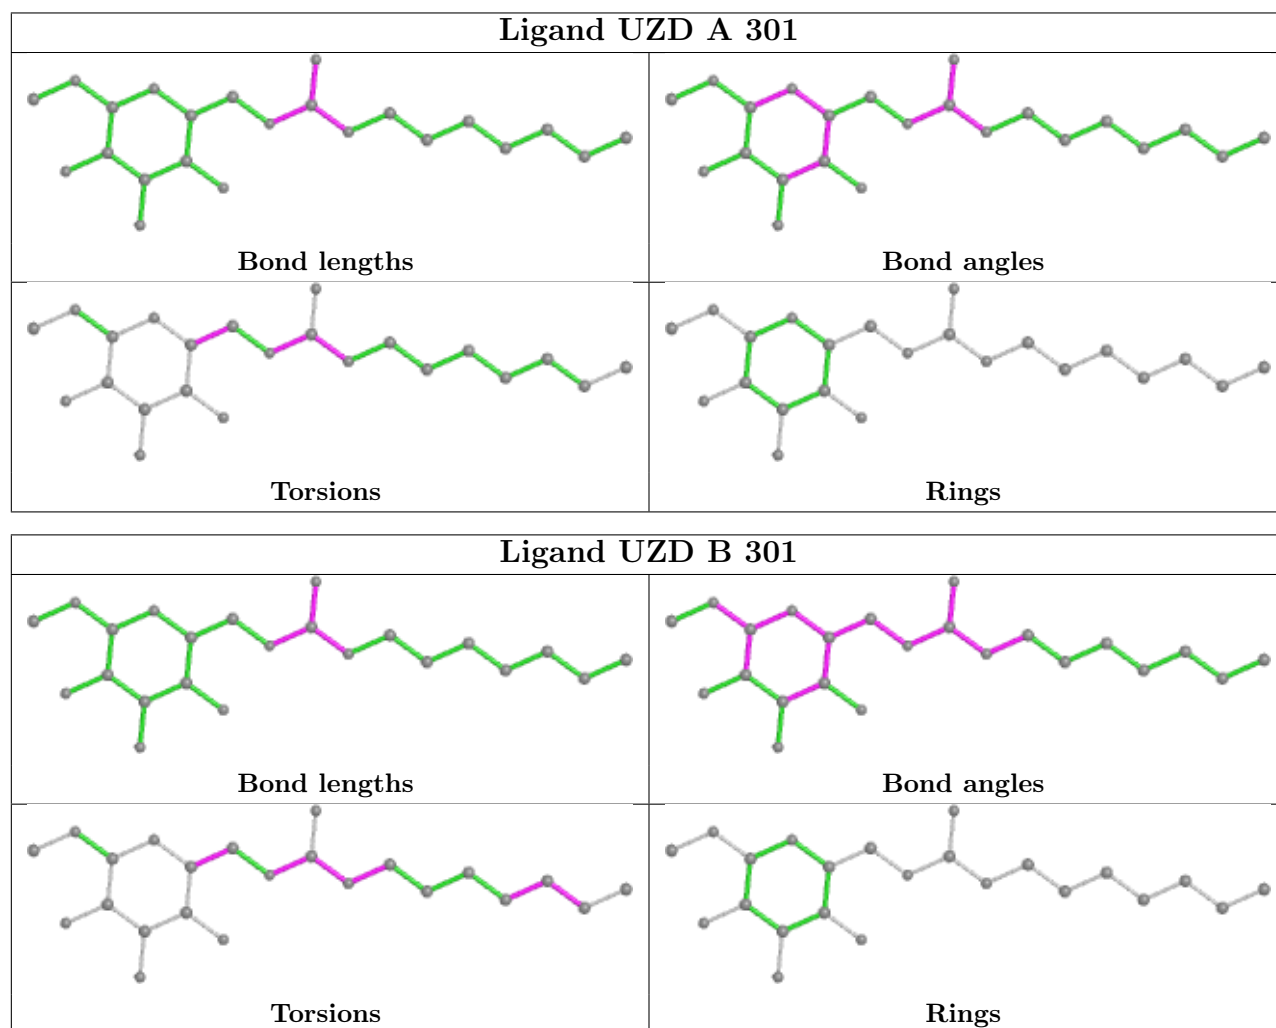 Ligand UZD A 301
Bond lengths
Bond angles
Torsions
Rings
Ligand UZD B 301
Bond lengths
Bond angles
Torsions
Rings